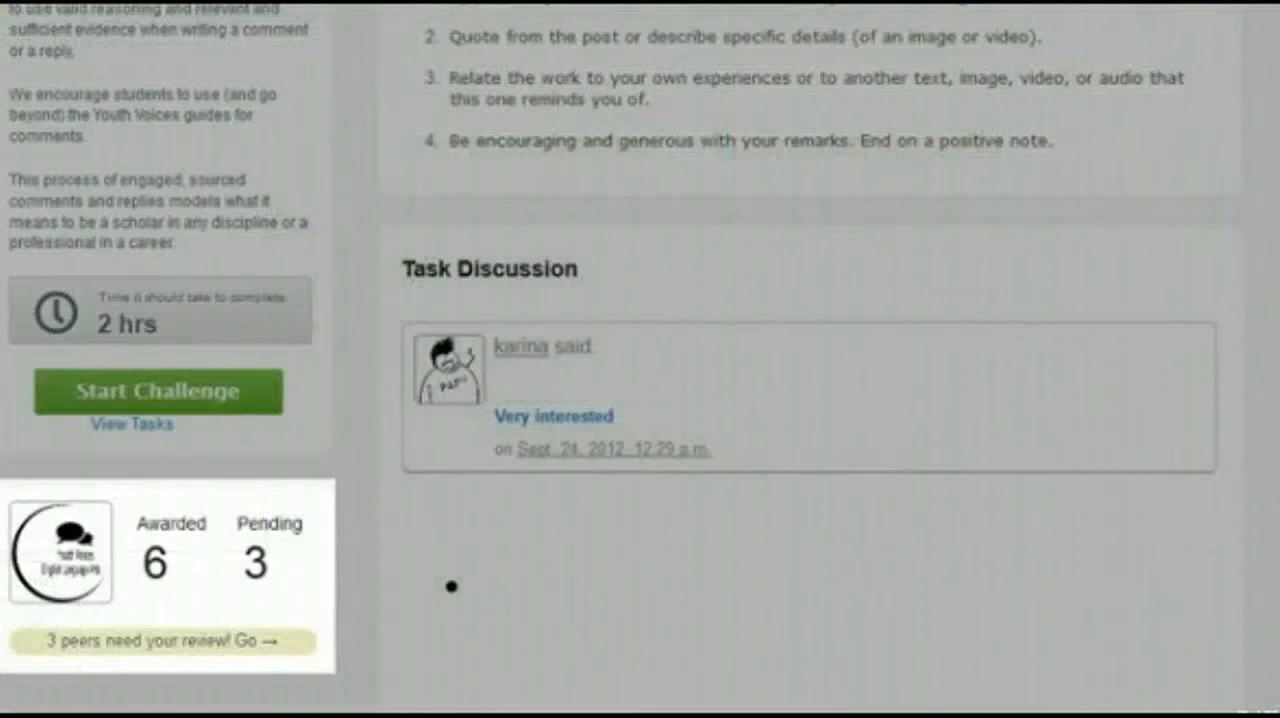 to use valid reasoning and relevant and
sufficient evidence when writing a comment
or a reply.
We encourage students to use (and go
beyond) the Youth Voices guides for
comments.
This process of engaged, sourced
comments and replies models what it
means to be a scholar in any discipline or a
professional in a career.
Time it should take to complete
2 hrs
Start Challenge
View Tasks
Awarded
Pending
6
3
3 peers need your review! Go →
2. Quote from the post or describe specific details (of an image or video).
3. Relate the work to your own experiences or to another text, image, video, or audio that
this one reminds you of.
4. Be encouraging and generous with your remarks. End on a positive note.
Task Discussion
karina said:
Very interested
on Sept. 24, 2012, 12:29 a.m.